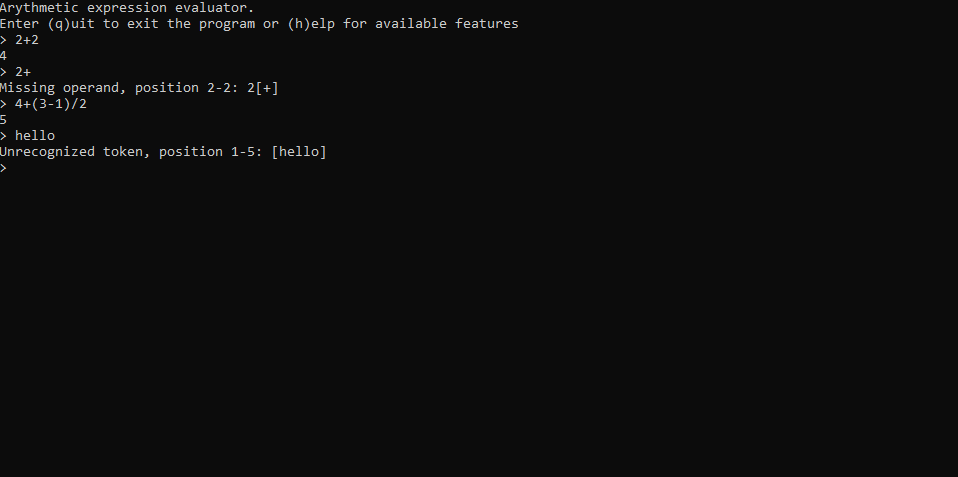 Arythmetic expression evaluator.
Enter (q)uit to exit the program or (h)elp for available features
> 2+2
4
> 2+
Missing operand, position 2-2: 2[+]
> 4+(3-1)/2
5
> hello
Unrecognized token, position 1-5: [hello]
>